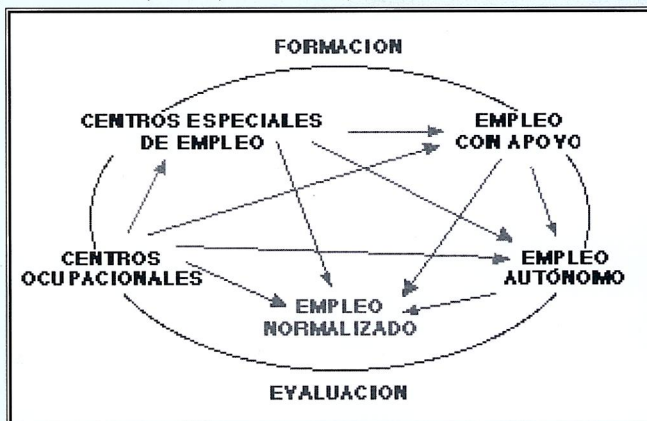 FORMACION
CENTROS ESPECIALES
DE EMPLEO
EMPLEO
CON APOYO
CENTROS
OCUPACIONALES
EMPLEO
AUTÓNOMO
EMPLEO
NORMALIZADO
EVALUACION